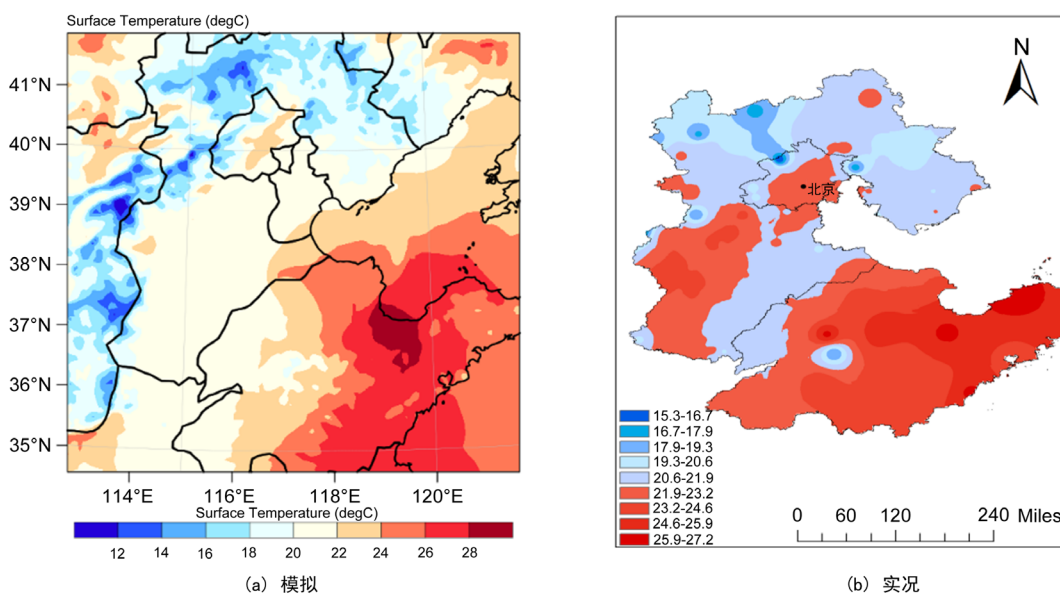 Surface Temperature (degC)
41°N
40°N
39°N
38°N
37°N
36°N
35°N
114°E 116°E 118°E 120°E
Surface Temperature (degC)
12 14 16 18 20 22 24 26 28
(a) 模拟
N
北京
15.3-16.7
16.7-17.9
17.9-19.3
19.3-20.6
20.6-21.9
21.9-23.2
23.2-24.6
24.6-25.9
25.9-27.2
0 60 120 240 Miles
(b) 实况